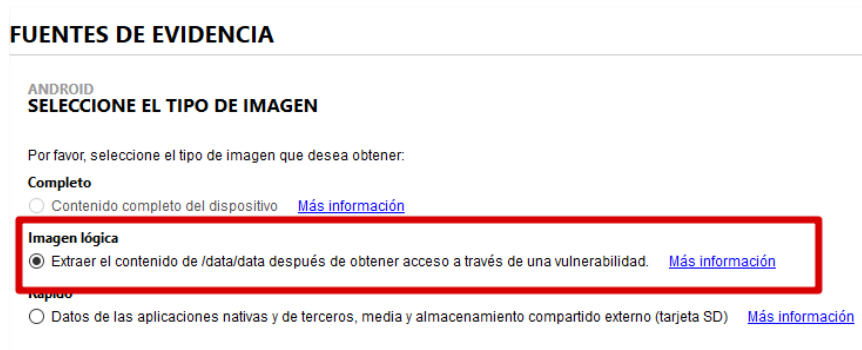 FUENTES DE EVIDENCIA
ANDROID
SELECCIONE EL TIPO DE IMAGEN
Por favor, seleccione el tipo de imagen que desea obtener:
Completo
Contenido completo del dispositivo Más información
Imagen lógica
Extraer el contenido de /data/data después de obtener acceso a través de una vulnerabilidad. Más información
Rápido
Datos de las aplicaciones nativas y de terceros, media y almacenamiento compartido externo (tarjeta SD) Más información